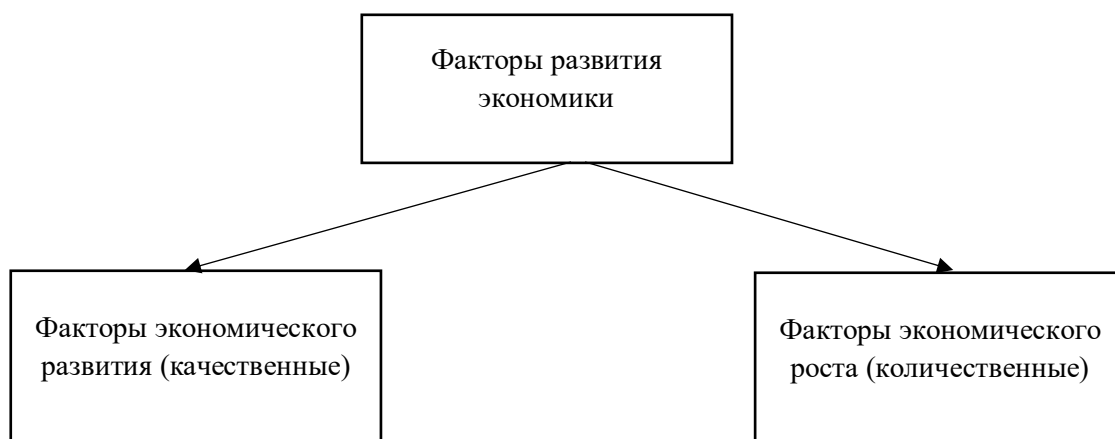 Факторы развития
экономики
Факторы экономического
развития (качественные)
Факторы экономического
роста (количественные)